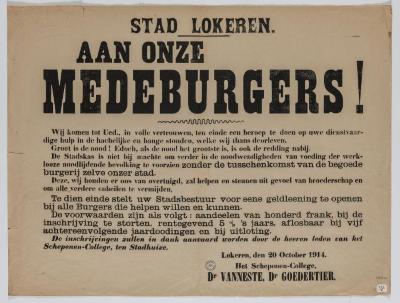 STAD LOKEREN.
AAN ONZE
MEDEBURGERS!
Wij komen tot Ued., in volle vertrouwen, ten einde een beroep te doen op uwe dienstvaar-
dige hulp in de hachelijke en bange stonden, welke wij thans doorleven.
Groot is de nood! Edoch, als de nood het grootste is, is ook de redding nabij.
De Stadskas is niet bij machte om verder in de noodwendigheden van voeding der werk-
looze noodlijdende bevolking te voorzien zonder de tusschenkomst van de begoede
burgerij zelve onzer stad.
Deze, wij houden er ons van overtuigd, zal helpen en steunen uit gevoel van broederschap en
om alle verdere onheilen te vermijden.
Te dien einde stelt uw Stadsbestuur voor eene geldleening te openen
bij alle Burgers die helpen willen en kunnen.
De voorwaarden zijn als volgt: aandeelen van honderd frank, bij de
inschrijving te storten, rentegevend 5 % 's jaars, aflosbaar bij vijf
achtereenvolgende jaardoodingen en bij uitloting.
De inschrijvingen zullen in dank aanvaard worden door de heeren leden van het
Schepenen-College, ten Stadhuize.
Lokeren, den 20 October 1914.
Het Schepenen-College,
Dr VANNESTE, Dr GOEDERTIER.